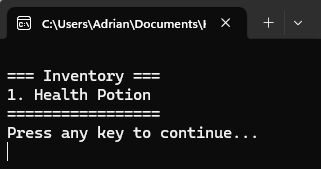 C:\Users\Adrian\Documents\
=== Inventory ===
1. Health Potion
=================
Press any key to continue...